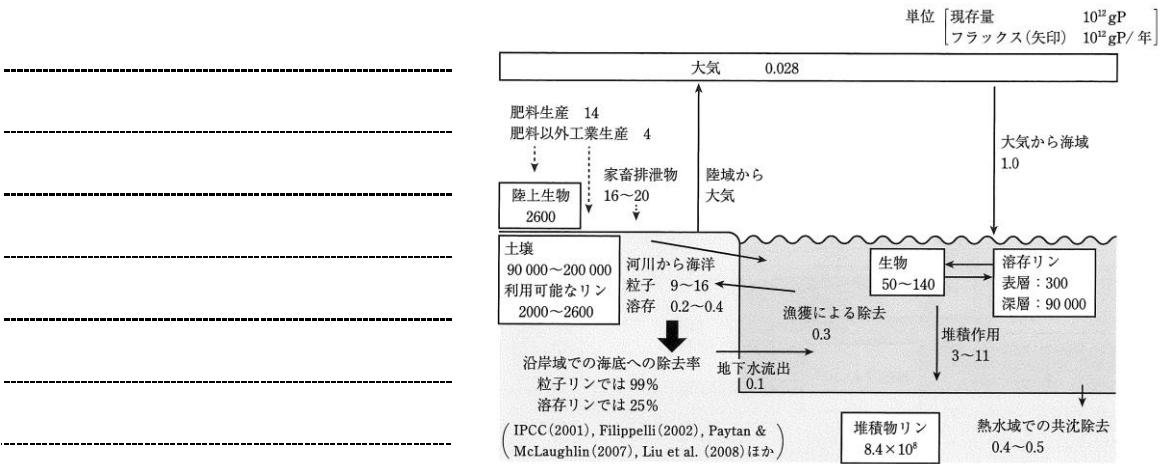 単位 [現存量 10¹² gP
フラックス(矢印) 10¹² gP/年]
大気 0.028
肥料生産 14
肥料以外工業生産 4
家畜排泄物
16~20
陸域から
大気
大気から海域
1.0
陸上生物
2600
土壌
90 000~200 000
利用可能なリン
2000~2600
河川から海洋
粒子 9~16
溶存 0.2~0.4
生物
50~140
溶存リン
表層:300
深層:90 000
漁獲による除去
0.3
堆積作用
3~11
沿岸域での海底への除去率
粒子リンでは 99%
溶存リンでは 25%
地下水流出
0.1
(IPCC(2001), Filippelli(2002), Paytan &
McLaughlin(2007), Liu et al. (2008)ほか)
堆積物リン
8.4×10⁸
熱水域での共沈除去
0.4~0.5